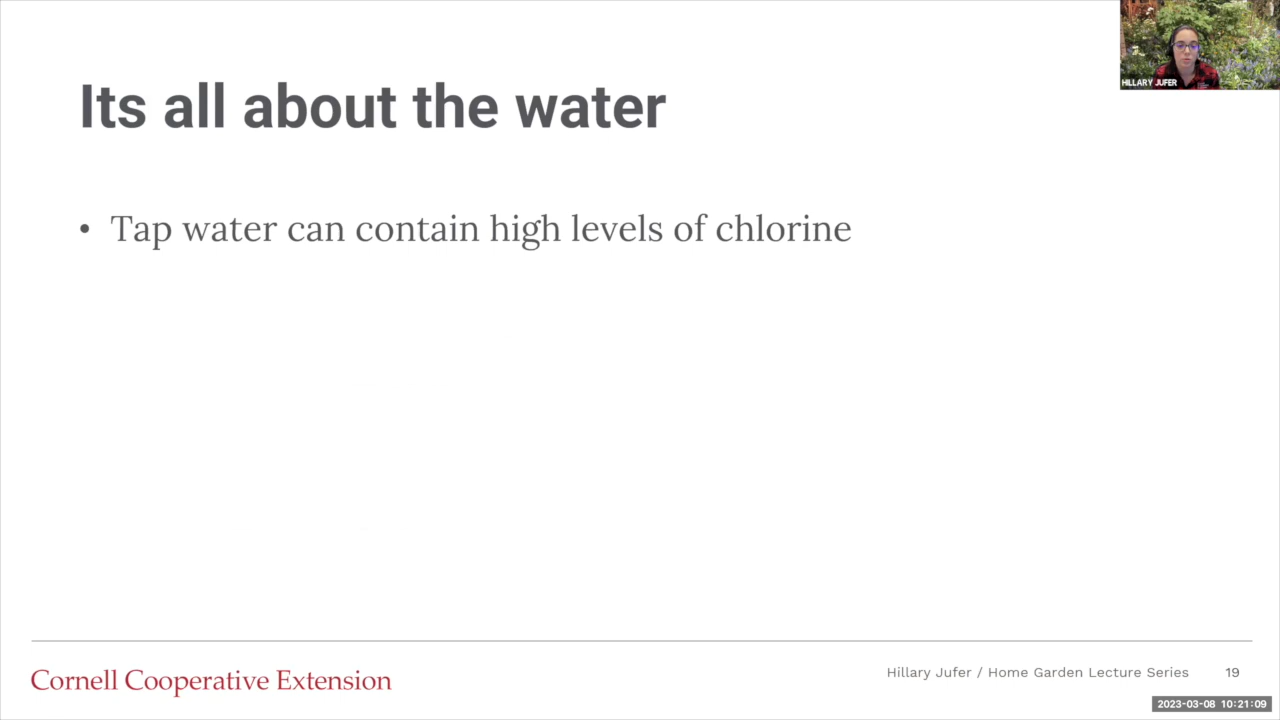 HILLARY JUFER
Its all about the water
• Tap water can contain high levels of chlorine
Cornell Cooperative Extension
Hillary Jufer / Home Garden Lecture Series 19
2023-03-08 10:21:09